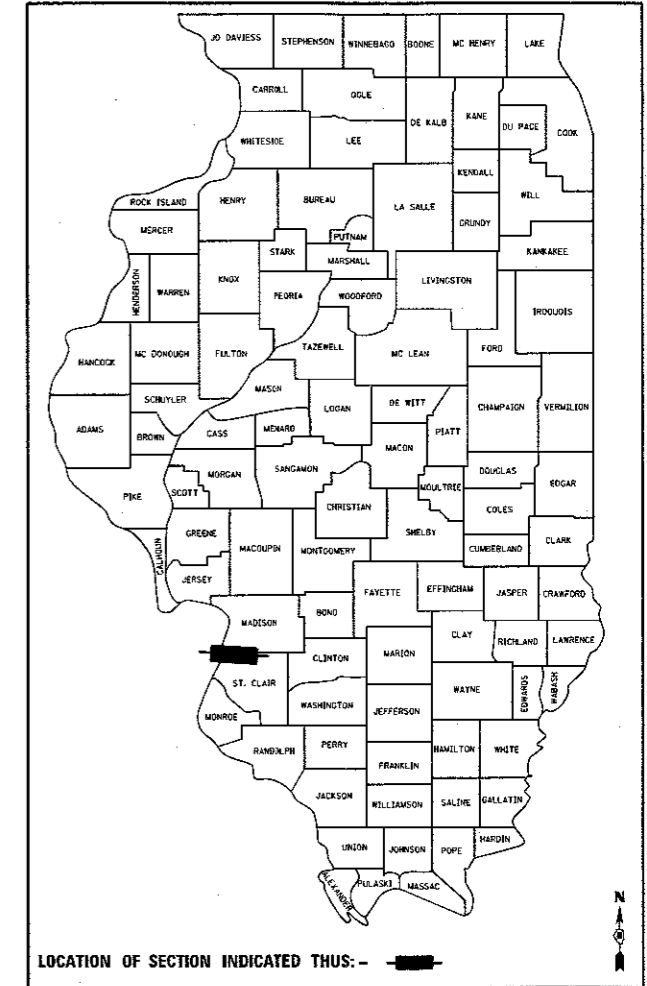 JO DAVIESS STEPHENSON WINNEBAGO BOONE MC HENRY LAKE
CARROLL OGLE DE KALB KANE DU PAGE COOK
WHITESIDE LEE KENDALL WILL
ROCK ISLAND HENRY BUREAU LA SALLE GRUNDY
MERCER PUTNAM KANKAKEE
STARK MARSHALL
HENDERSON WARREN KNOX PEORIA WOODFORD LIVINGSTON IROQUOIS
HANCOCK MC DONOUGH FULTON TAZEWELL MC LEAN FORD
SCHUYLER MASON LOGAN DE WITT CHAMPAIGN VERMILION
ADAMS BROWN CASS MENARD MACON PIATT
PIKE SCOTT MORGAN SANGAMON CHRISTIAN MOULTRIE DOUGLAS EDGAR
COLES
CALHOUN GREENE MACOUPIN MONTGOMERY SHELBY CUMBERLAND CLARK
JERSEY FAYETTE EFFINGHAM JASPER CRAWFORD
MADISON BOND CLAY RICHLAND LAWRENCE
CLINTON MARION
ST. CLAIR WAYNE EDWARDS WABASH
MONROE WASHINGTON JEFFERSON
RANDOLPH PERRY HAMILTON WHITE
FRANKLIN
JACKSON WILLIAMSON SALINE GALLATIN
UNION JOHNSON POPE HARDIN
ALEXANDER PULASKI MASSAC
N
LOCATION OF SECTION INDICATED THUS: -